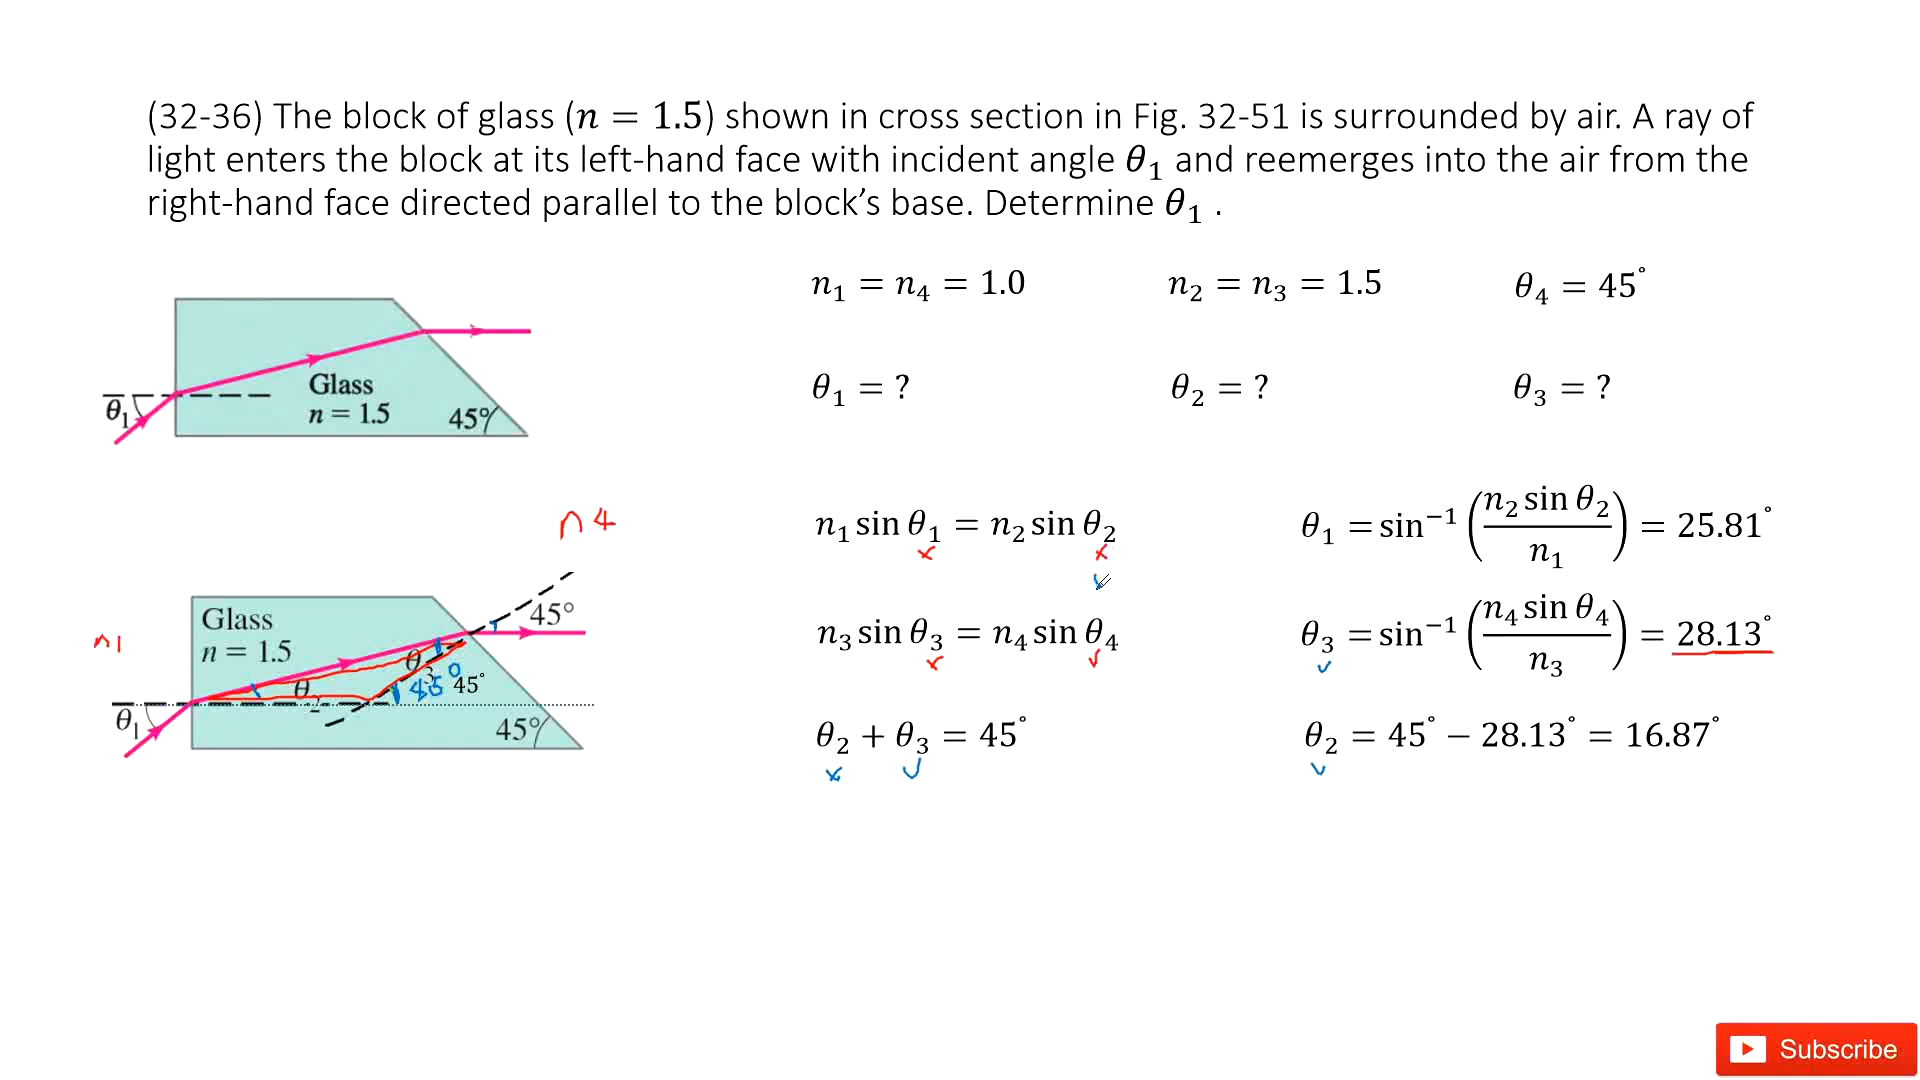 (32-36) The block of glass (n = 1.5) shown in cross section in Fig. 32-51 is surrounded by air. A ray of
light enters the block at its left-hand face with incident angle θ₁ and reemerges into the air from the
right-hand face directed parallel to the block’s base. Determine θ₁ .
n₁ = n₄ = 1.0
n₂ = n₃ = 1.5
θ₄ = 45°
θ₁ = ?
θ₂ = ?
θ₃ = ?
Glass
n = 1.5
45°
θ₁
n₁ sin θ₁ = n₂ sin θ₂
θ₁ = sin⁻¹ (n₂ sin θ₂ / n₁) = 25.81°
n₃ sin θ₃ = n₄ sin θ₄
θ₃ = sin⁻¹ (n₄ sin θ₄ / n₃) = 28.13°
θ₂ + θ₃ = 45°
θ₂ = 45° − 28.13° = 16.87°
n4
n1
Glass
n = 1.5
45°
θ₃
θ₂
45°
45°
θ₁
45°
Subscribe